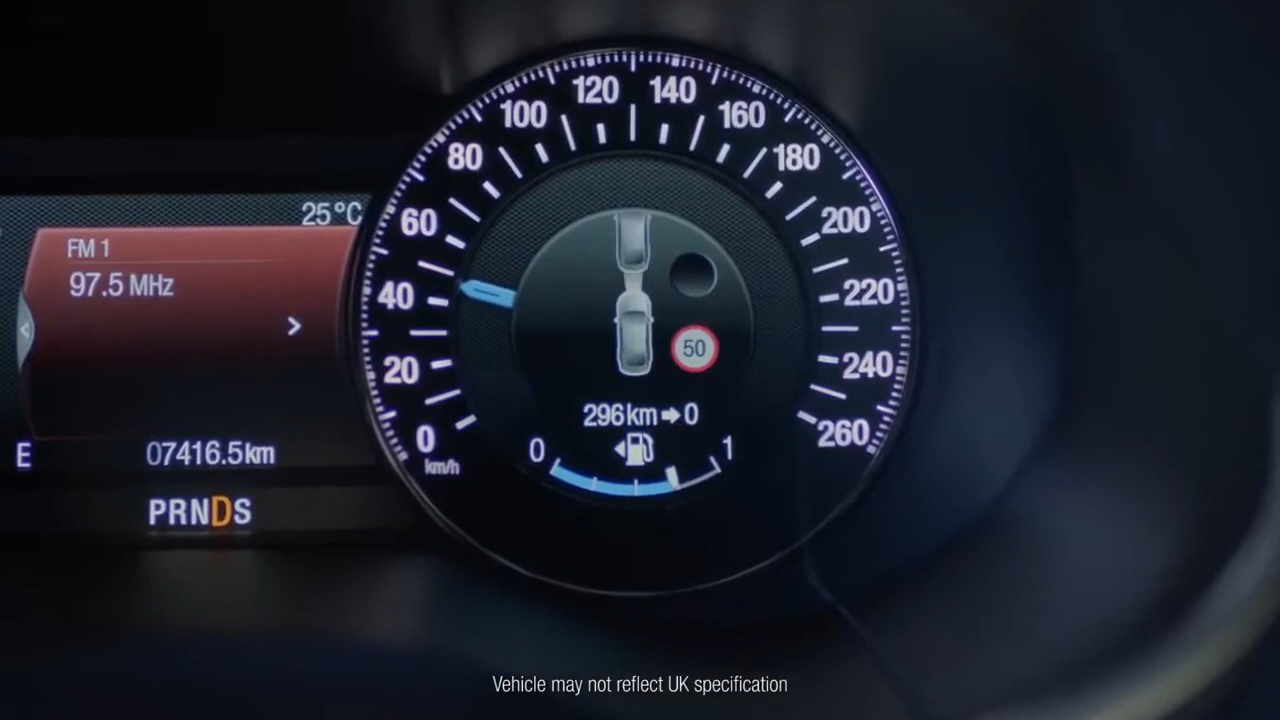 25°C
FM 1
97.5 MHz
E
07416.5km
PRNDS
0
20
40
60
80
100
120
140
160
180
200
220
240
260
km/h
50
296km➡0
0
1
Vehicle may not reflect UK specification